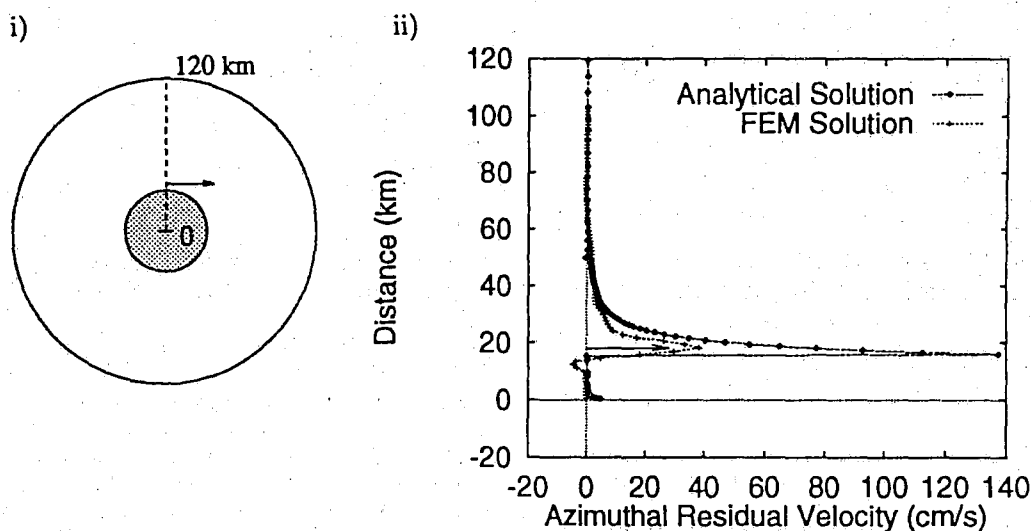 i)
120 km
0
ii)
120
100
80
60
40
20
0
-20
Distance (km)
Analytical Solution
FEM Solution
-20 0 20 40 60 80 100 120 140
Azimuthal Residual Velocity (cm/s)